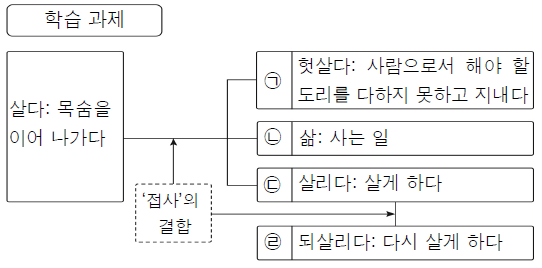 학습 과제
살다: 목숨을
이어 나가다
㉠
헛살다: 사람으로서 해야 할
도리를 다하지 못하고 지내다
㉡
삶: 사는 일
㉢
살리다: 살게 하다
‘접사’의
결합
㉣
되살리다: 다시 살게 하다